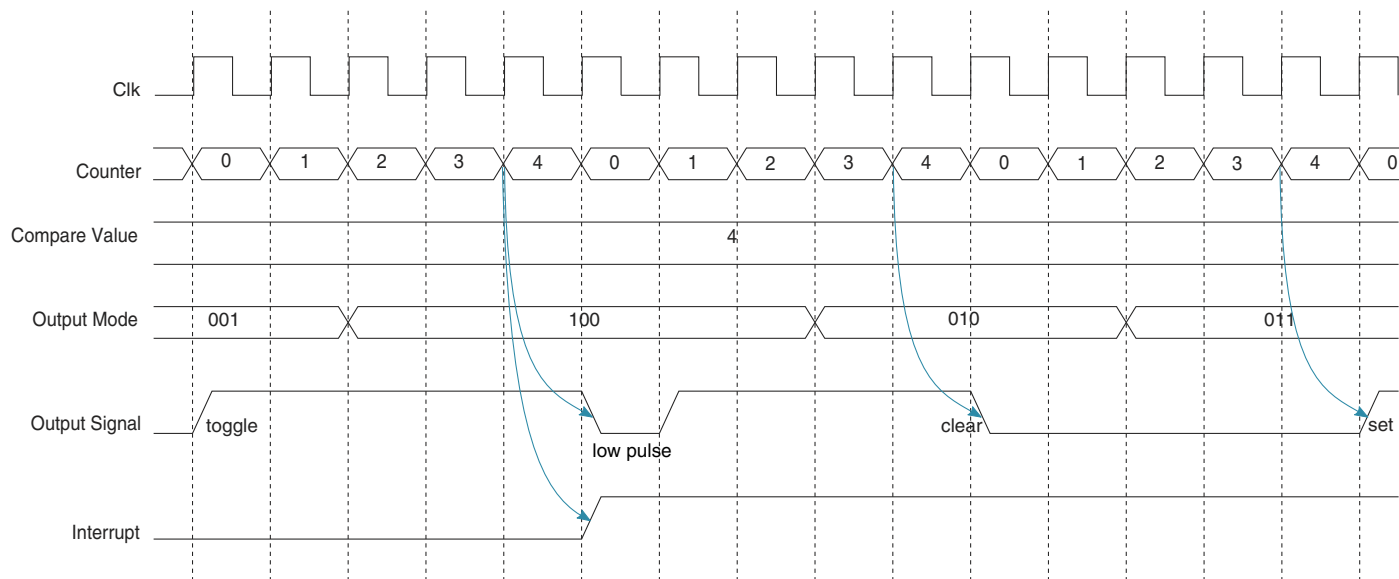 Clk
Counter 0 1 2 3 4 0 1 2 3 4 0 1 2 3 4 0
Compare Value 4
Output Mode 001 100 010 011
Output Signal toggle low pulse clear set
Interrupt